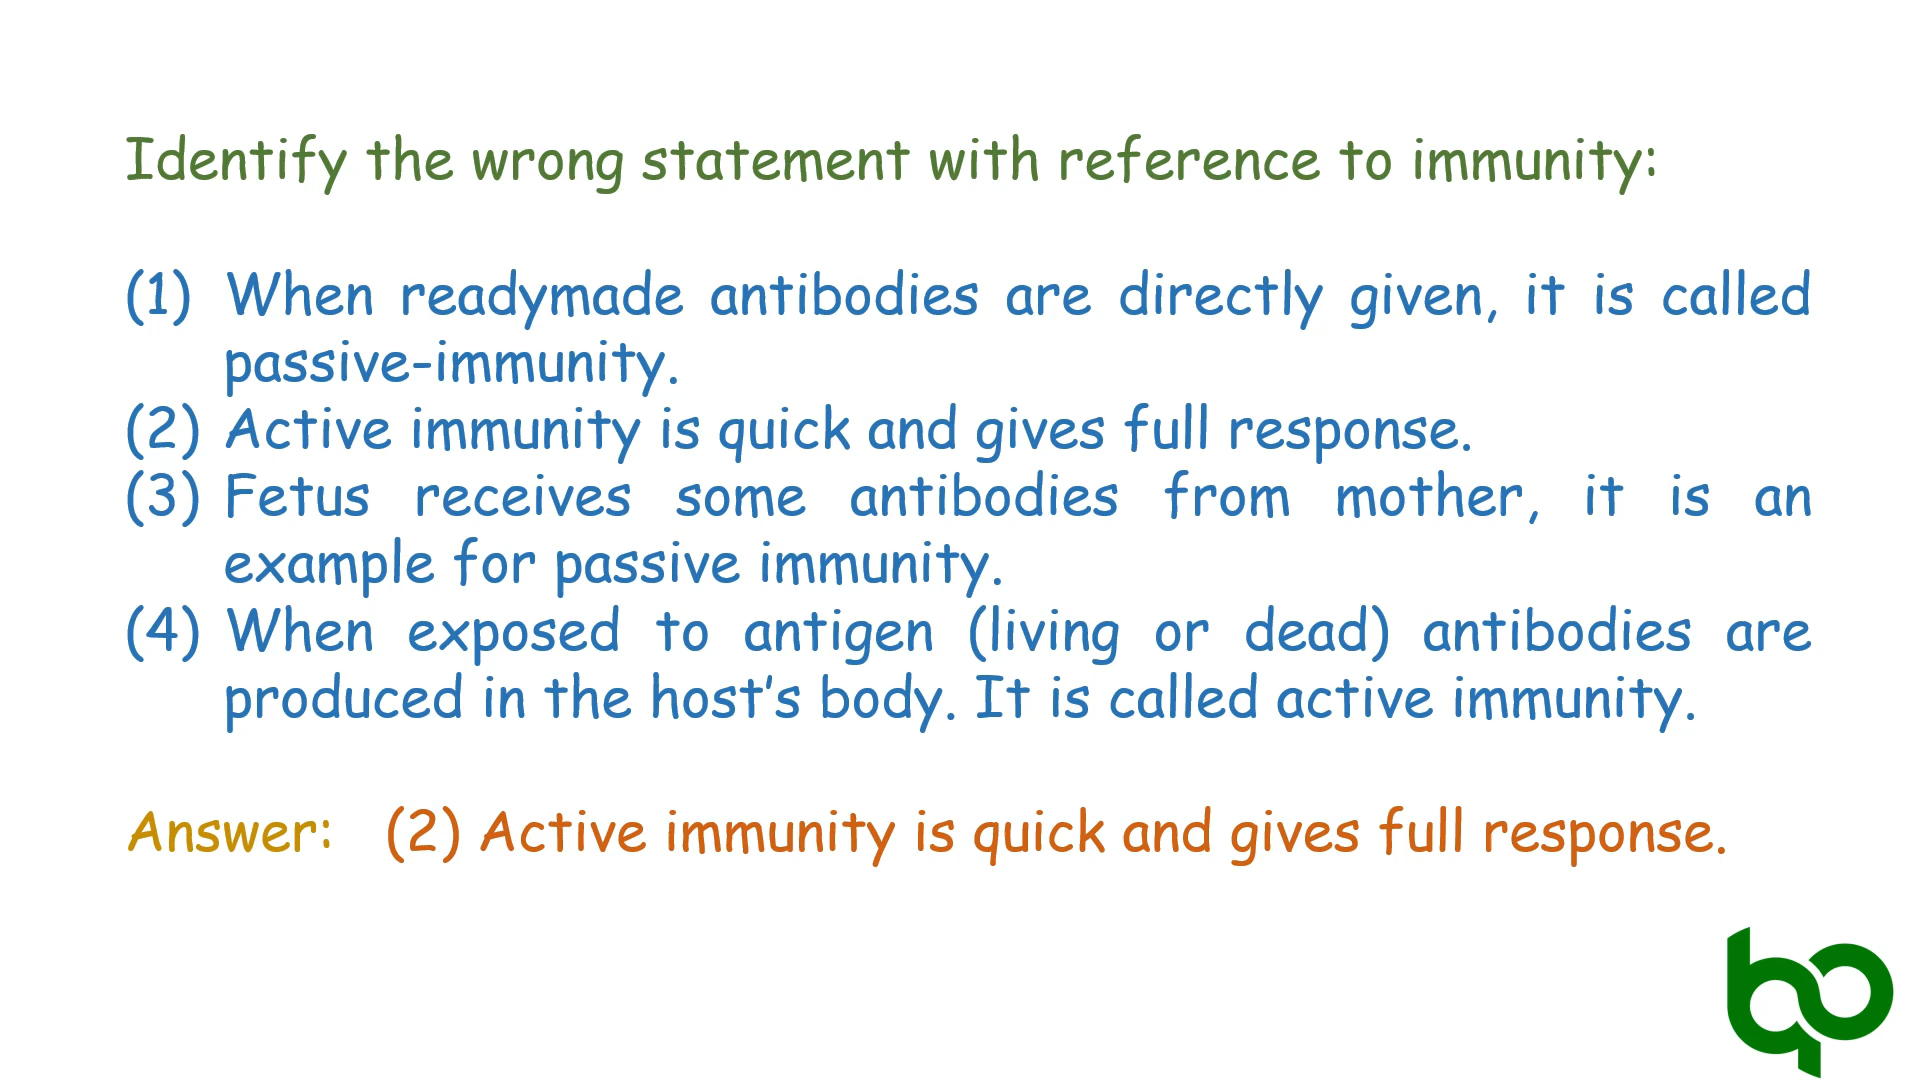 Identify the wrong statement with reference to immunity:
(1) When readymade antibodies are directly given, it is called
passive-immunity.
(2) Active immunity is quick and gives full response.
(3) Fetus receives some antibodies from mother, it is an
example for passive immunity.
(4) When exposed to antigen (living or dead) antibodies are
produced in the host’s body. It is called active immunity.
Answer: (2) Active immunity is quick and gives full response.